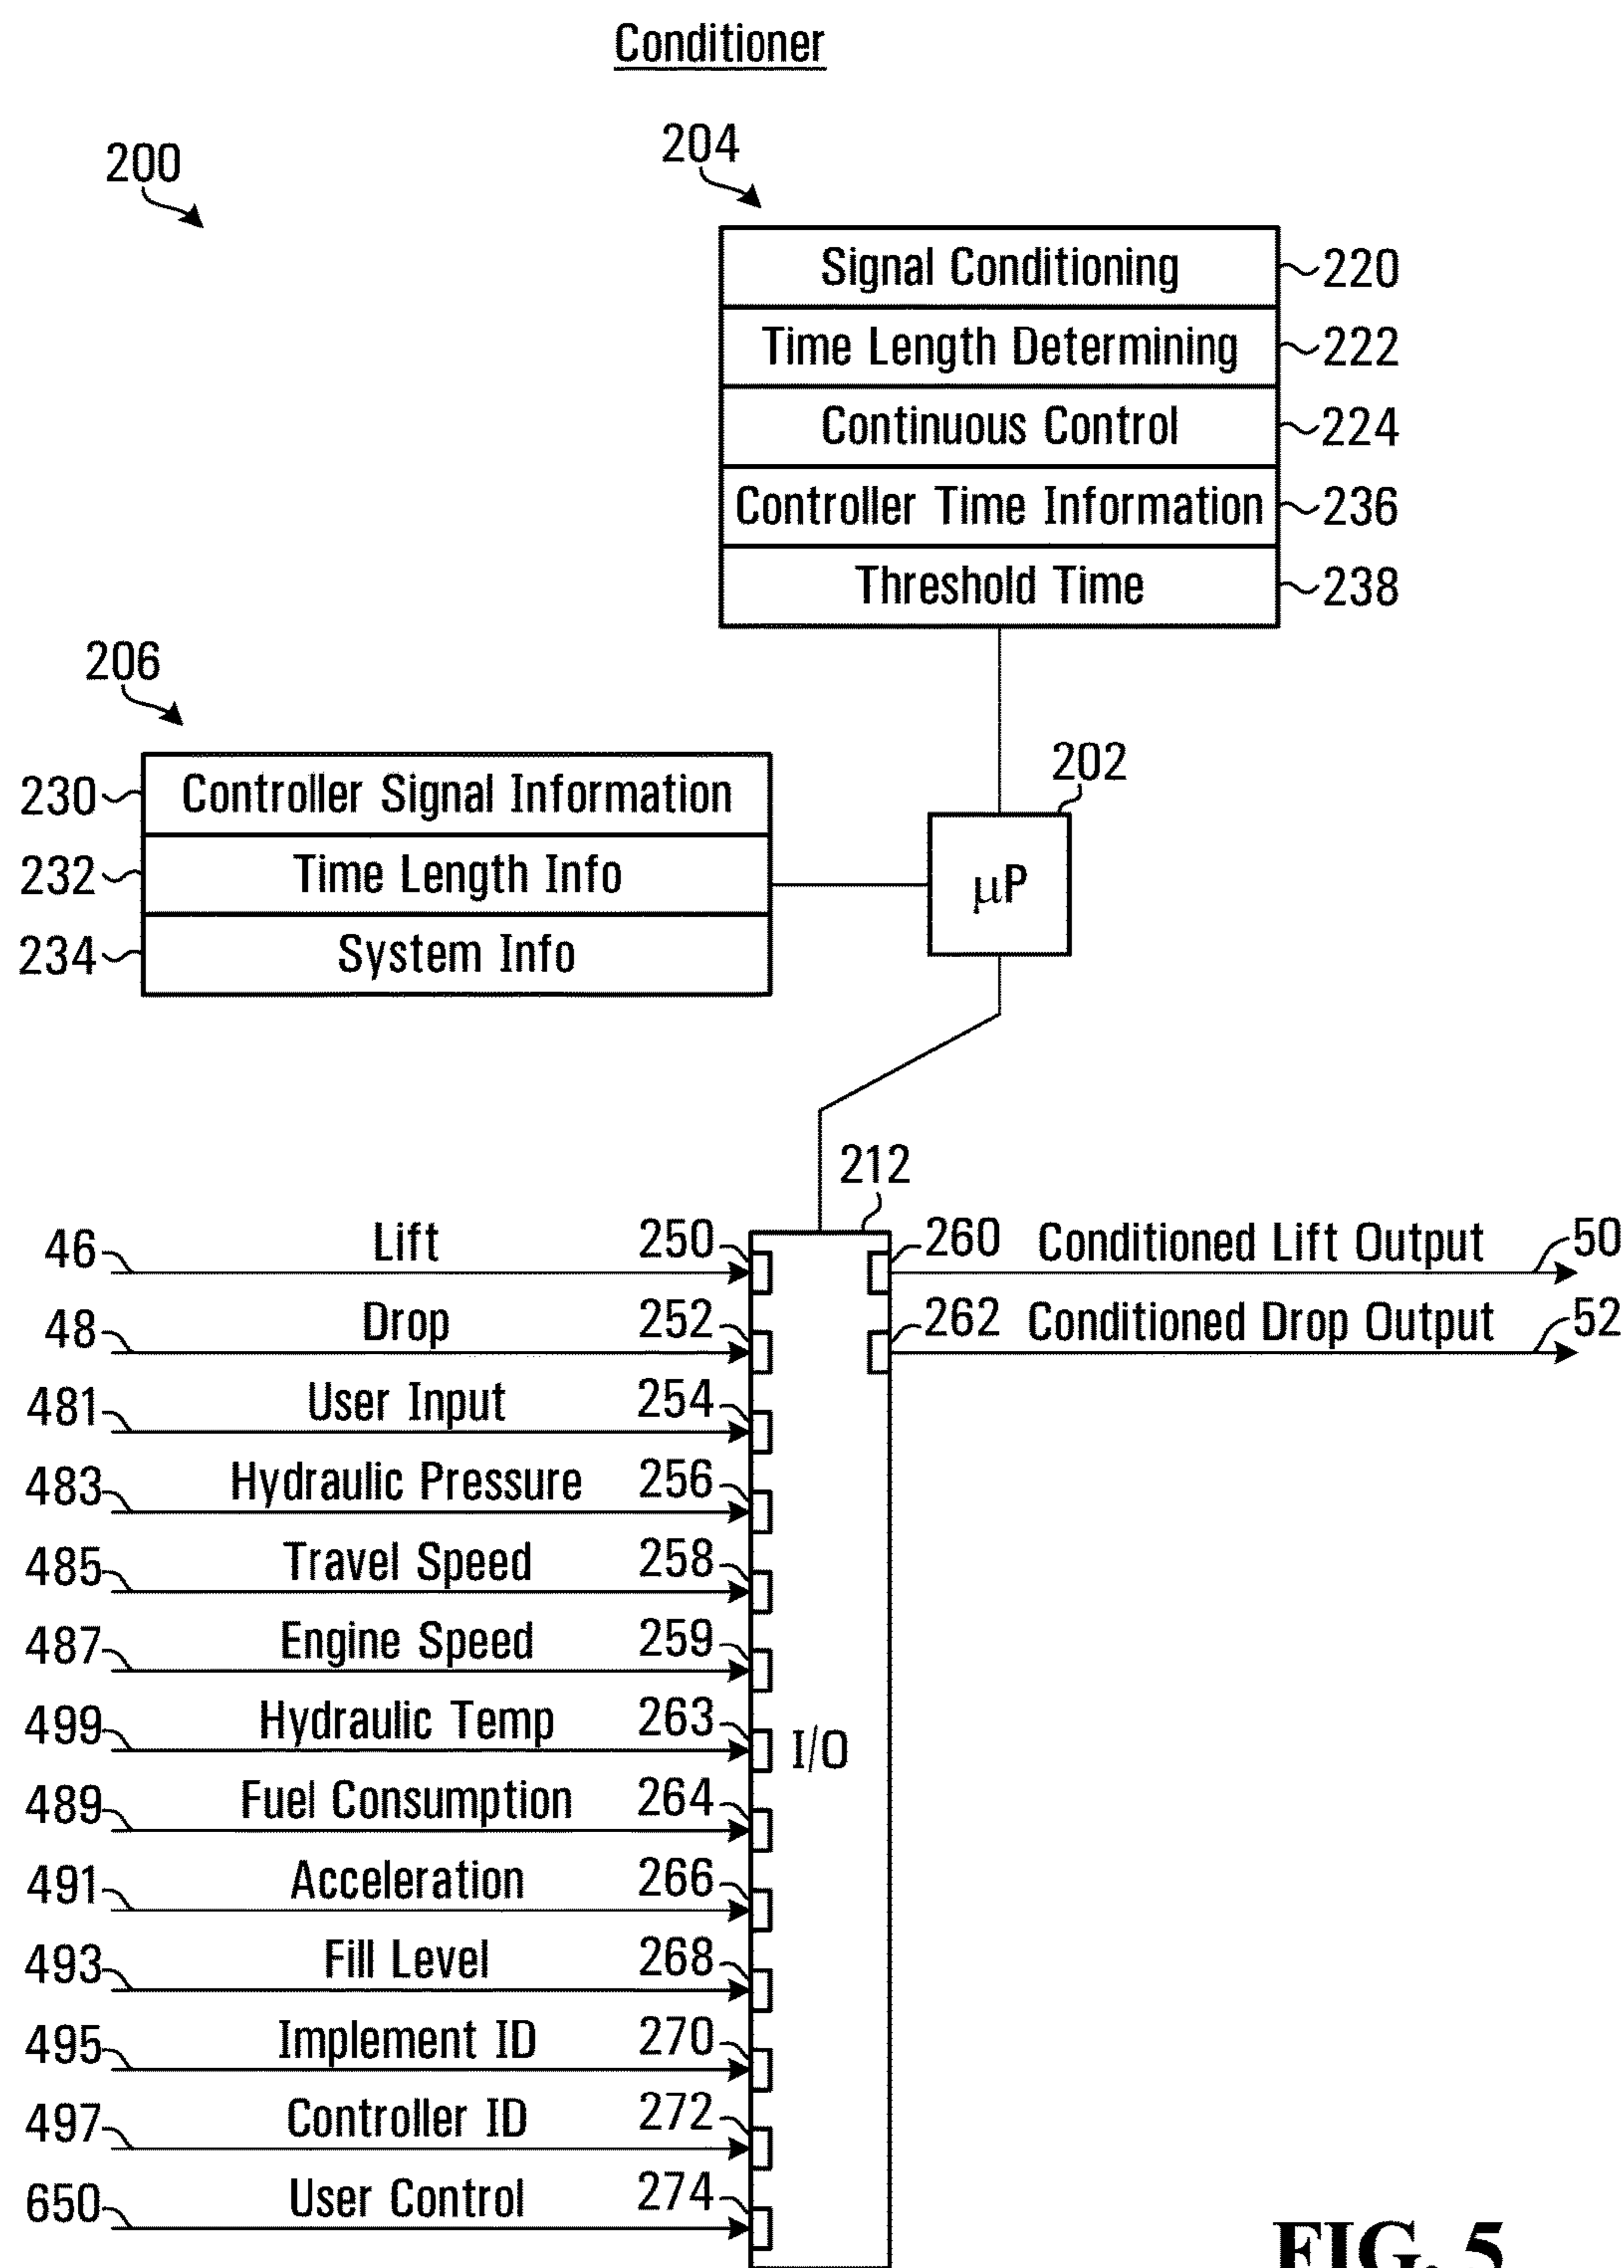 Conditioner
200
204
Signal Conditioning 220
Time Length Determining 222
Continuous Control 224
Controller Time Information 236
Threshold Time 238
206
230 Controller Signal Information
232 Time Length Info
234 System Info
202
µP
212
46 Lift 250
260 Conditioned Lift Output 50
48 Drop 252
262 Conditioned Drop Output 52
481 User Input 254
483 Hydraulic Pressure 256
485 Travel Speed 258
487 Engine Speed 259
499 Hydraulic Temp 263
I/O
489 Fuel Consumption 264
491 Acceleration 266
493 Fill Level 268
495 Implement ID 270
497 Controller ID 272
650 User Control 274
FIG. 5